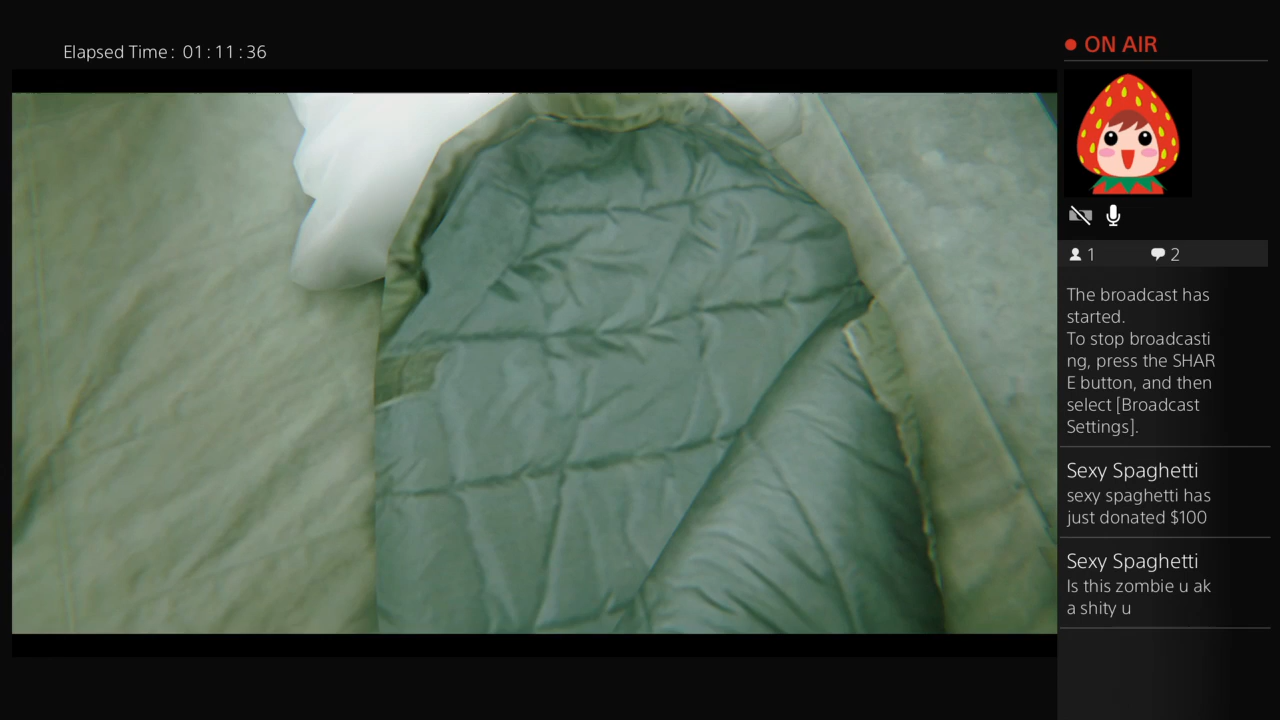 Elapsed Time: 01:11:36
ON AIR
1
2
The broadcast has
started.
To stop broadcasti
ng, press the SHAR
E button, and then
select [Broadcast
Settings].
Sexy Spaghetti
sexy spaghetti has
just donated $100
Sexy Spaghetti
Is this zombie u ak
a shity u